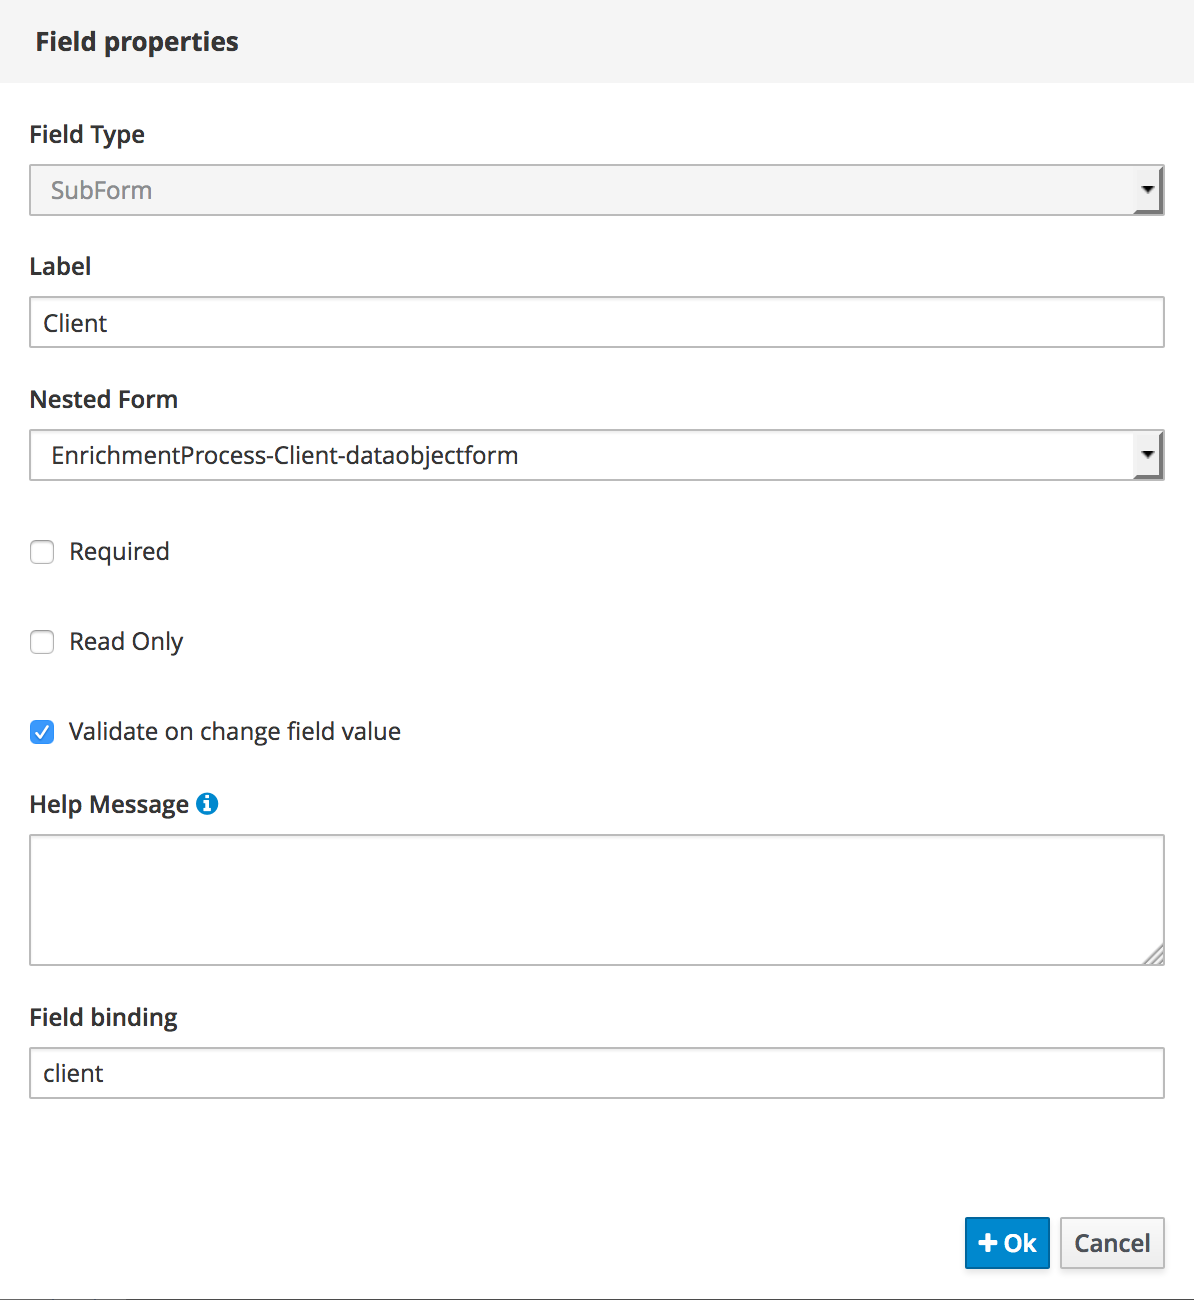 Field properties
Field Type
SubForm
Label
Client
Nested Form
EnrichmentProcess-Client-dataobjectform
Required
Read Only
Validate on change field value
Help Message
Field binding
client
Ok Cancel